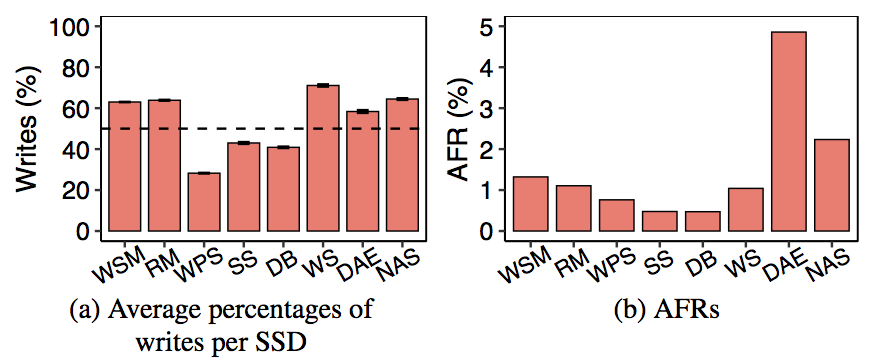 100
80
60
40
20
0
Writes (%)
WSM RM WPS SS DB WS DAE NAS
(a) Average percentages of
writes per SSD
5
4
3
2
1
0
AFR (%)
WSM RM WPS SS DB WS DAE NAS
(b) AFRs